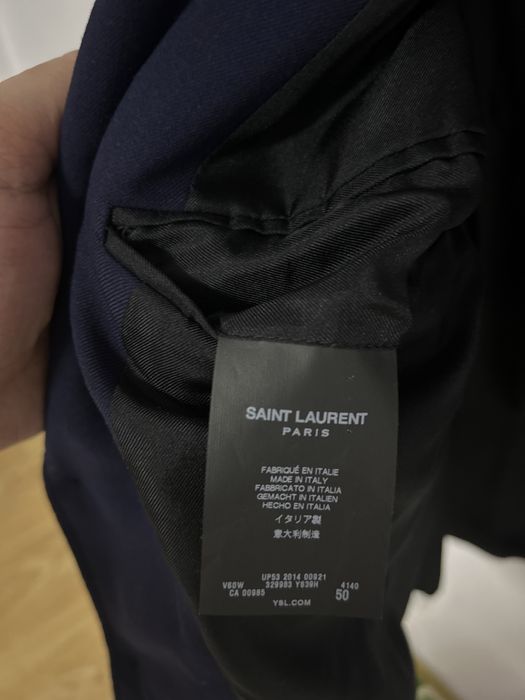 SAINT LAURENT
PARIS
FABRIQUÉ EN ITALIE
MADE IN ITALY
FABBRICATO IN ITALIA
GEMACHT IN ITALIEN
HECHO EN ITALIA
イタリア製
意大利制造
UP53 2014 00921
V60W 329983 Y639H 4140
CA 00985 50
YSL.COM